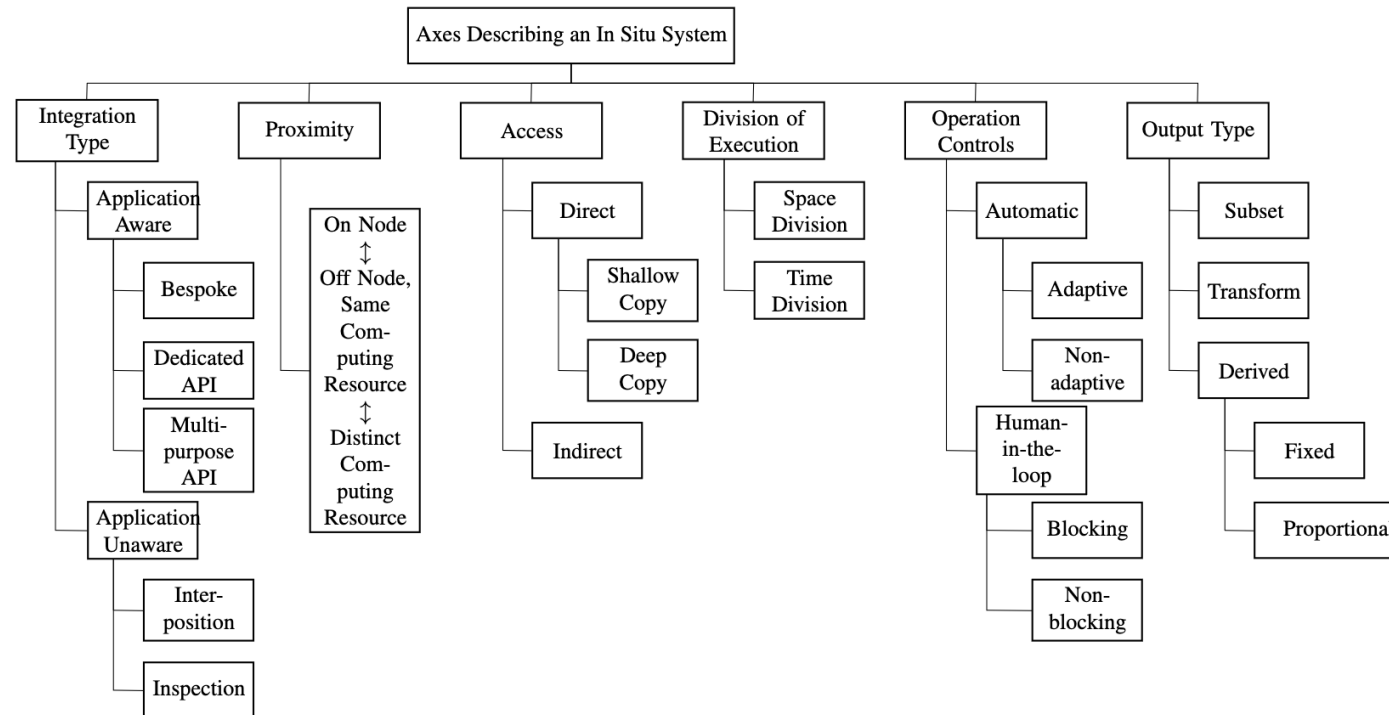 Axes Describing an In Situ System
Integration
Type
Proximity
Access
Division of
Execution
Operation
Controls
Output Type
Application
Aware
Bespoke
Dedicated
API
Multi-
purpose
API
Application
Unaware
Inter-
position
Inspection
On Node
↕
Off Node,
Same
Com-
puting
Resource
↕
Distinct
Com-
puting
Resource
Direct
Shallow
Copy
Deep
Copy
Indirect
Space
Division
Time
Division
Automatic
Adaptive
Non-
adaptive
Human-
in-the-
loop
Blocking
Non-
blocking
Subset
Transform
Derived
Fixed
Proportional